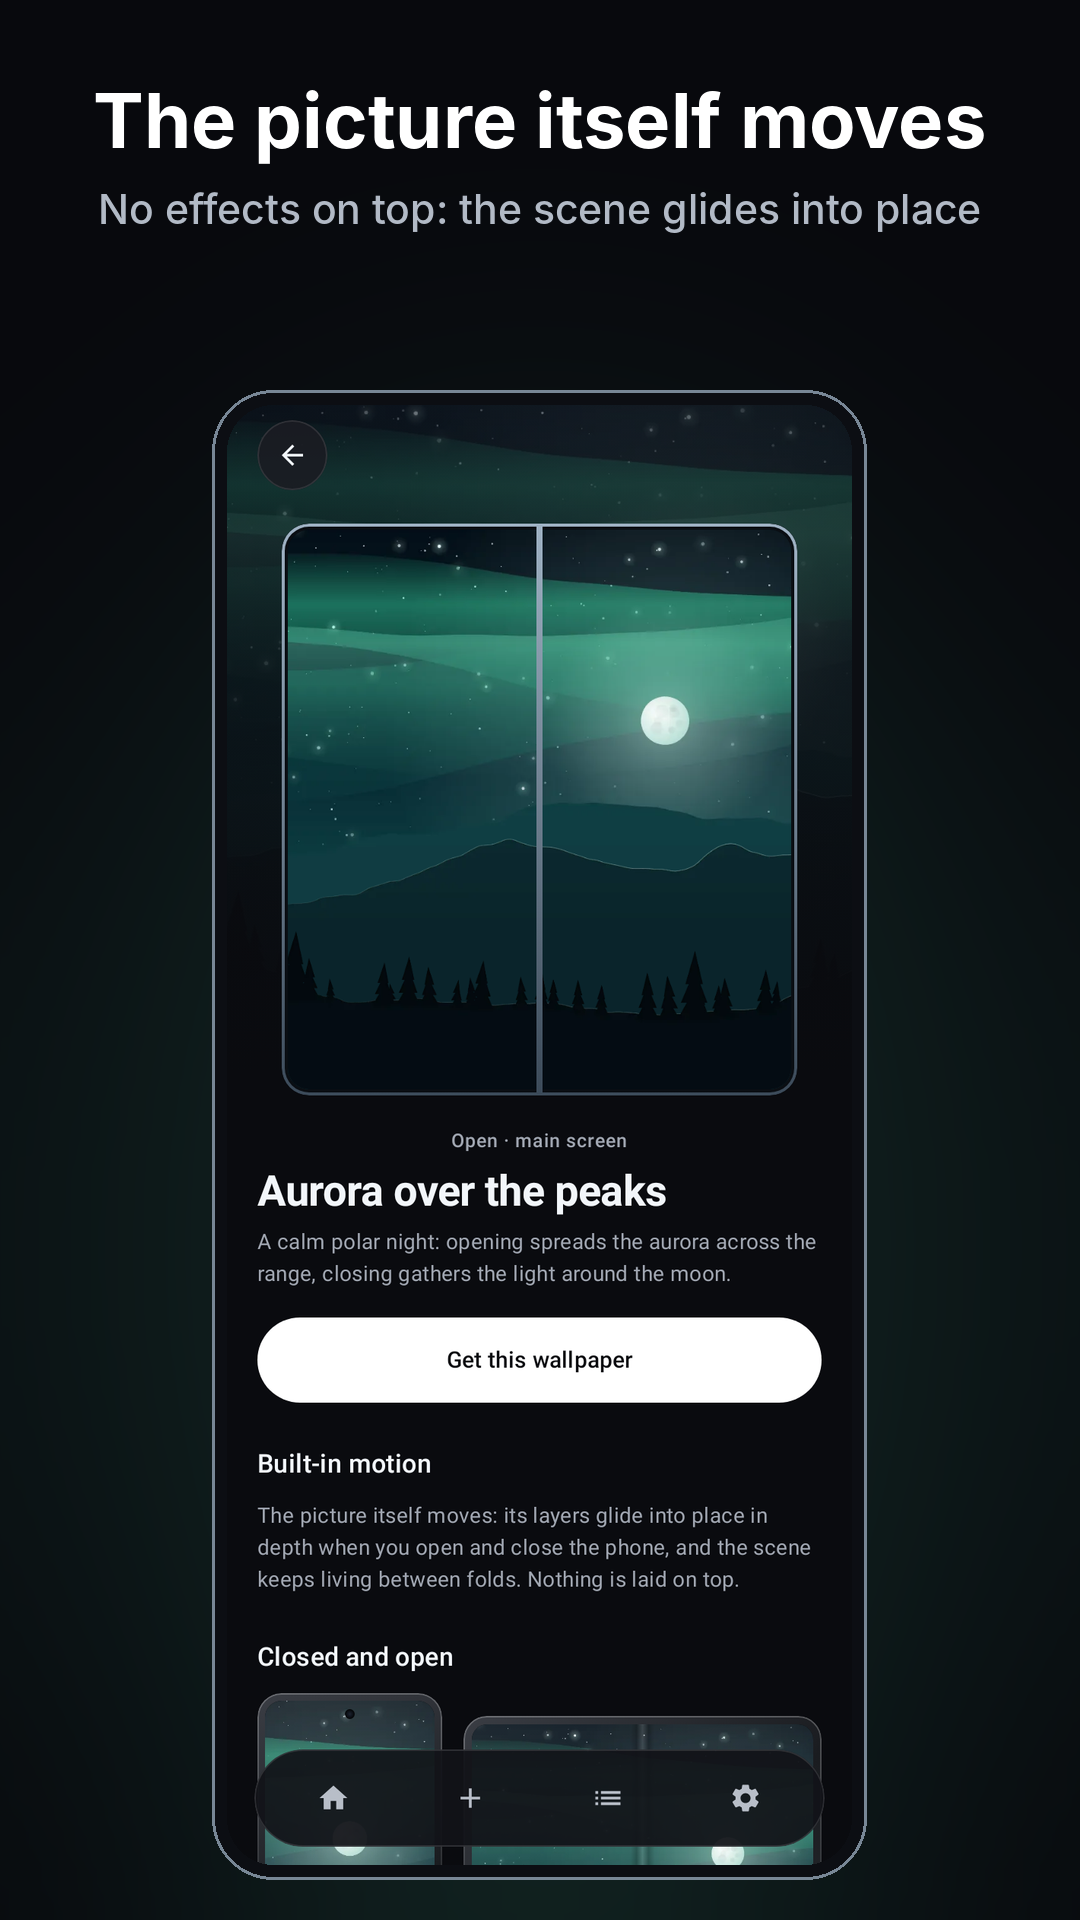 The picture itself moves
No effects on top: the scene glides into place
Open · main screen
Aurora over the peaks
A calm polar night: opening spreads the aurora across the
range, closing gathers the light around the moon.
Get this wallpaper
Built-in motion
The picture itself moves: its layers glide into place in
depth when you open and close the phone, and the scene
keeps living between folds. Nothing is laid on top.
Closed and open